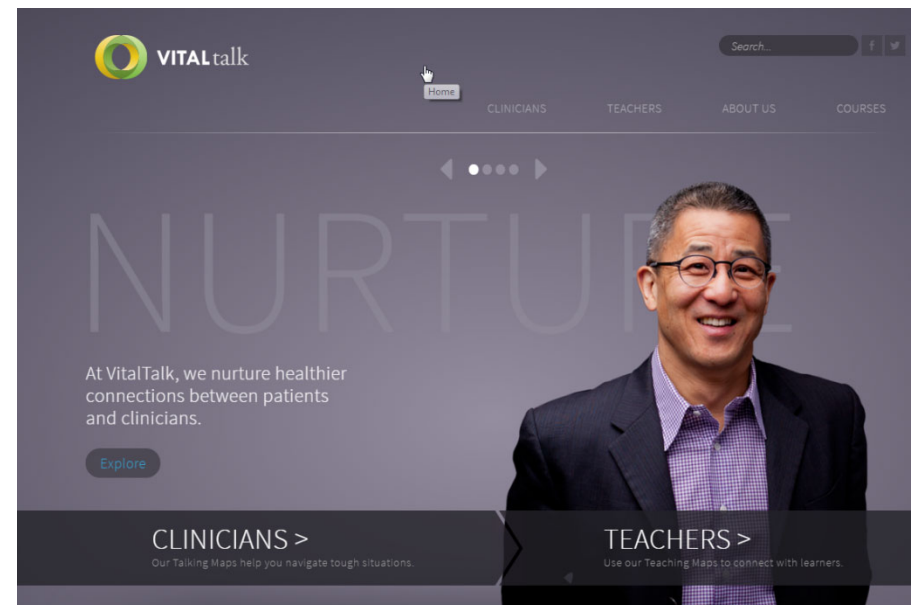 VITALtalk
Search...
f
Home
CLINICIANS TEACHERS ABOUT US COURSES
NURTURE
At VitalTalk, we nurture healthier
connections between patients
and clinicians.
Explore
CLINICIANS >
Our Talking Maps help you navigate tough situations.
TEACHERS >
Use our Teaching Maps to connect with learners.